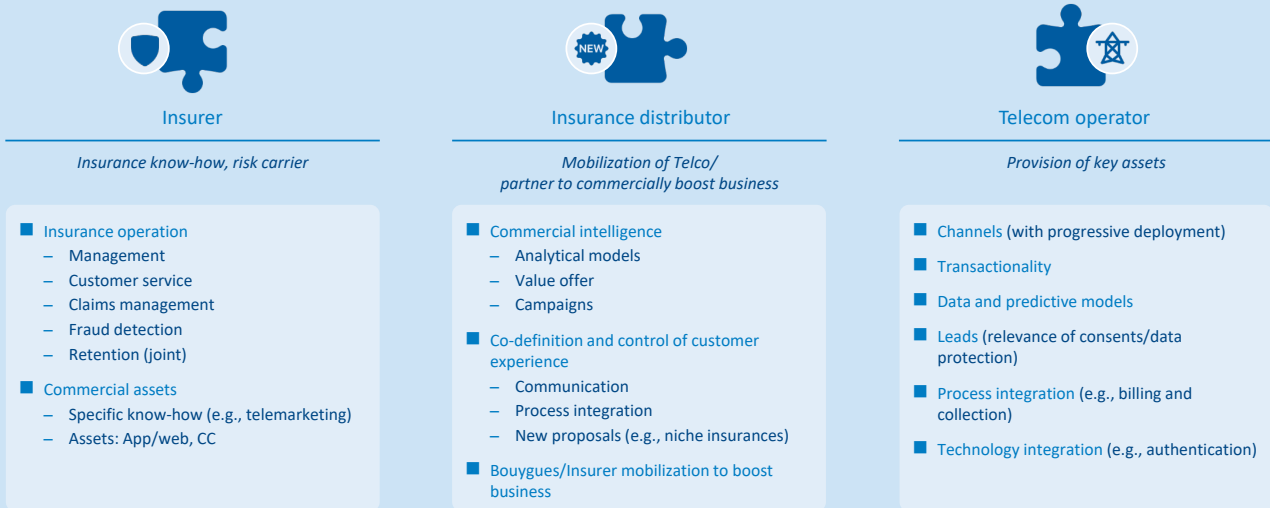 Insurer
Insurance know-how, risk carrier
■ Insurance operation
– Management
– Customer service
– Claims management
– Fraud detection
– Retention (joint)
■ Commercial assets
– Specific know-how (e.g., telemarketing)
– Assets: App/web, CC
NEW
Insurance distributor
Mobilization of Telco/
partner to commercially boost business
■ Commercial intelligence
– Analytical models
– Value offer
– Campaigns
■ Co-definition and control of customer
experience
– Communication
– Process integration
– New proposals (e.g., niche insurances)
■ Bouygues/Insurer mobilization to boost
business
Telecom operator
Provision of key assets
■ Channels (with progressive deployment)
■ Transactionality
■ Data and predictive models
■ Leads (relevance of consents/data
protection)
■ Process integration (e.g., billing and
collection)
■ Technology integration (e.g., authentication)